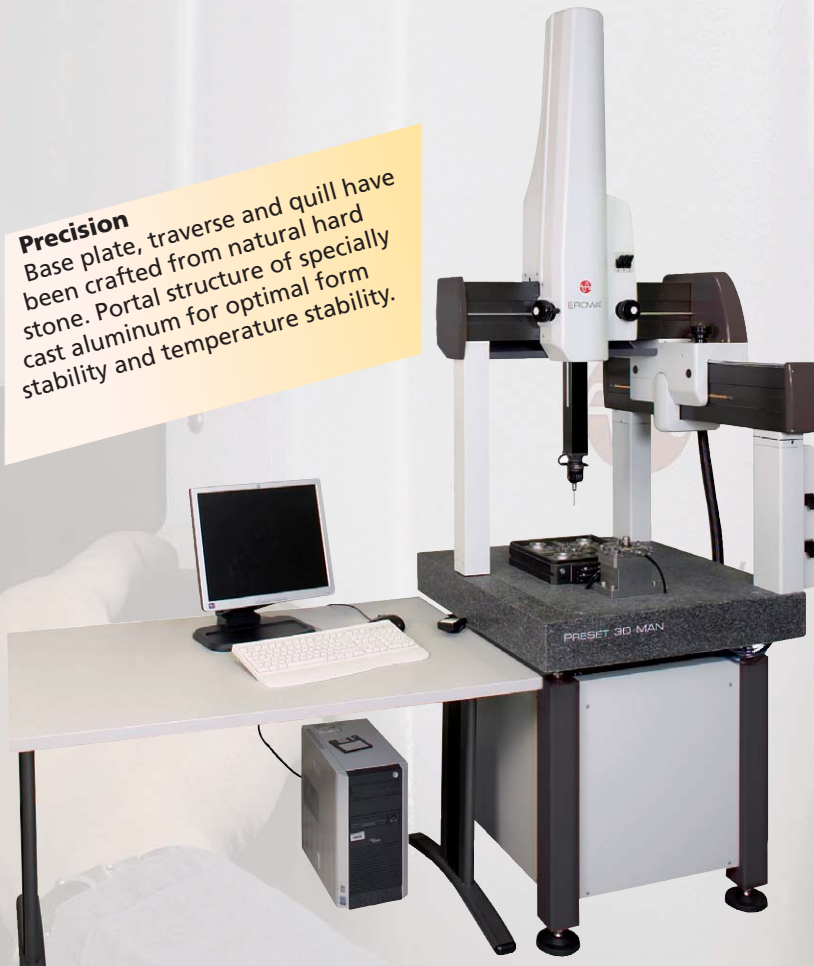 Precision
Base plate, traverse and quill have
been crafted from natural hard
stone. Portal structure of specially
cast aluminum for optimal form
stability and temperature stability.
EROWA
PRESET 3D MAN